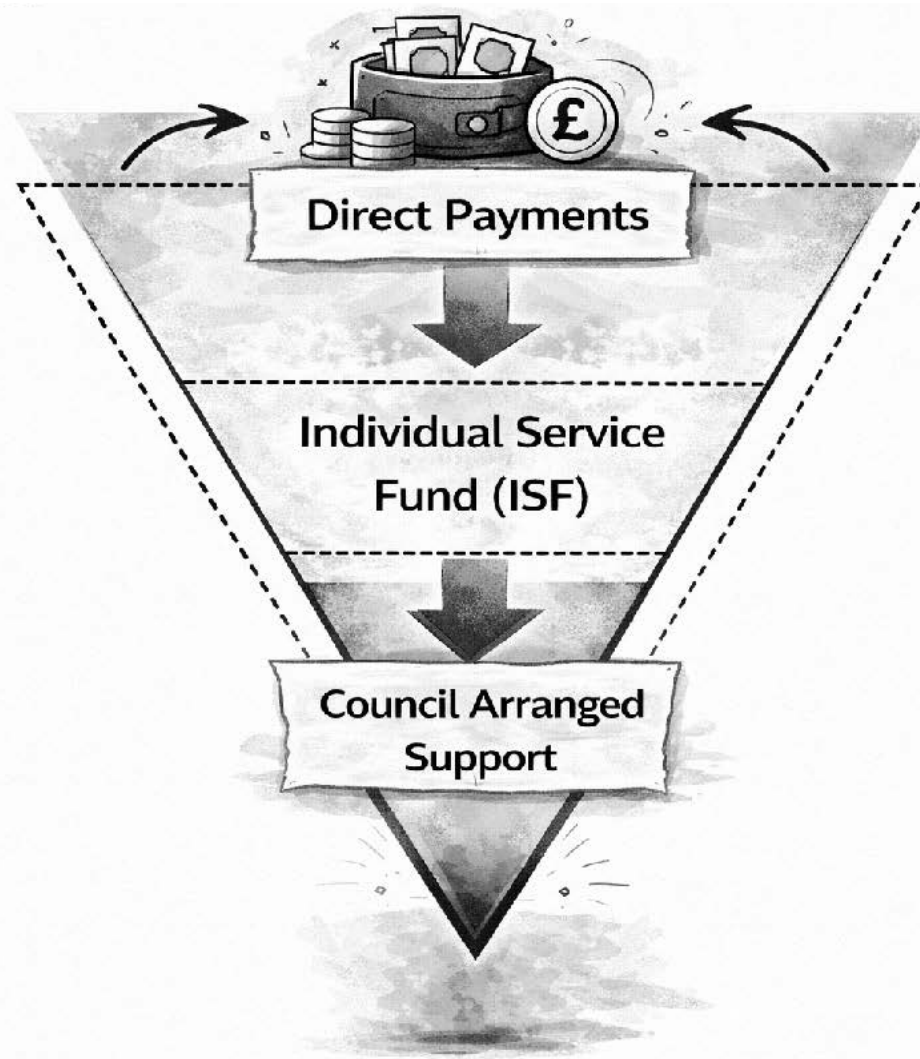 £
Direct Payments
Individual Service
Fund (ISF)
Council Arranged
Support